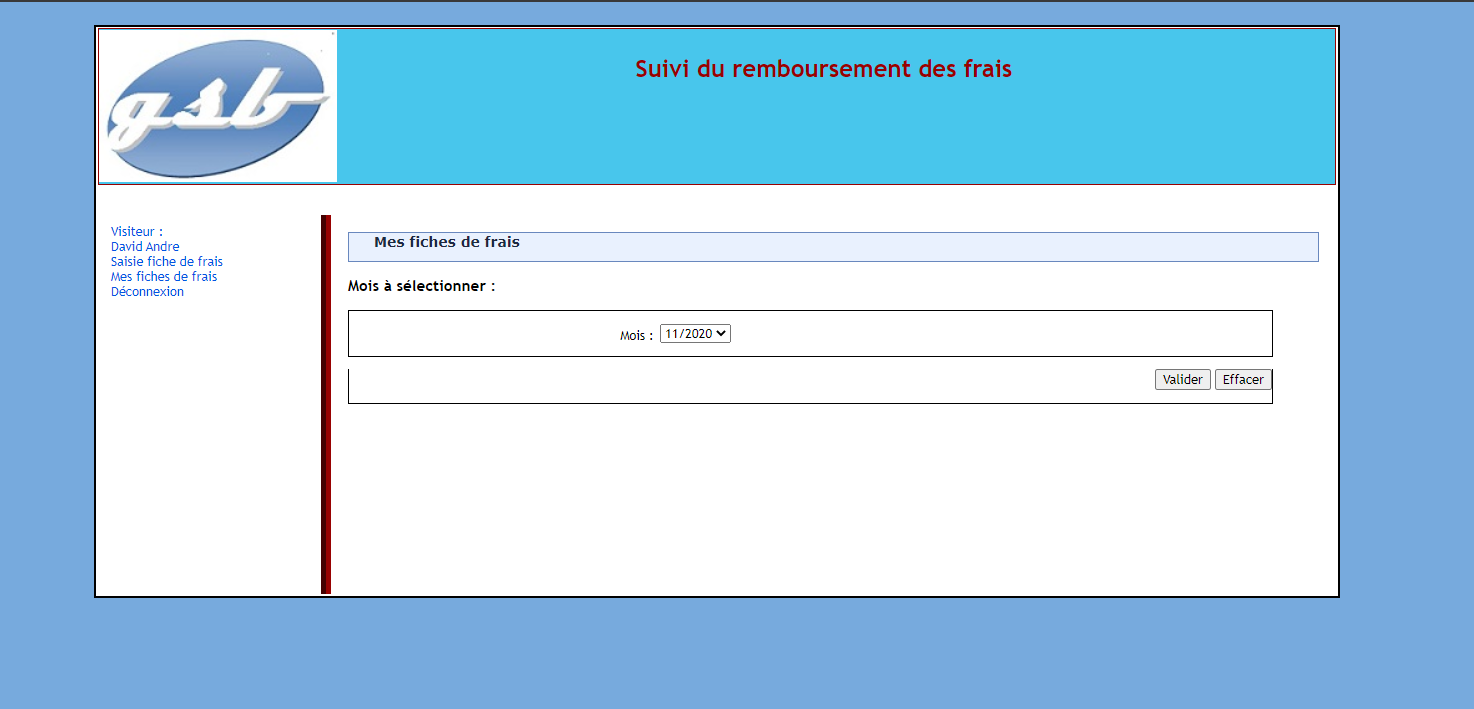 gsb
Suivi du remboursement des frais
Visiteur :
David Andre
Saisie fiche de frais
Mes fiches de frais
Déconnexion
Mes fiches de frais
Mois à sélectionner :
Mois : 11/2020
Valider Effacer